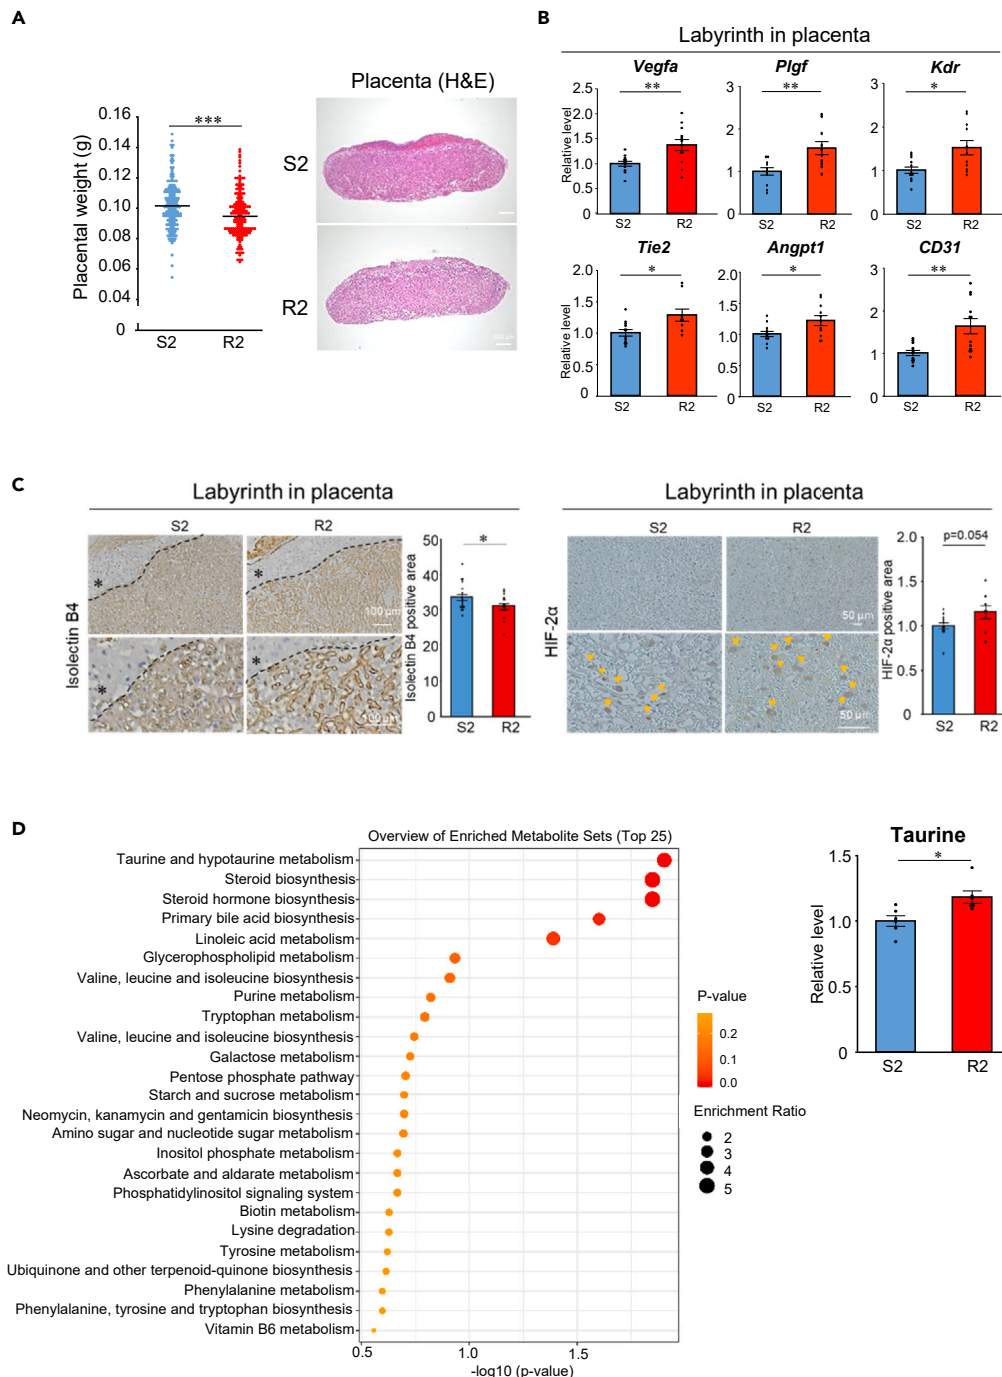 A
Placenta (H&E)
Placental weight (g)
0.16
0.14
0.12
0.10
0.08
0.06
0.04
0
***
S2
R2
S2
R2
B
Labyrinth in placenta
Vegfa
Plgf
Kdr
Relative level
2.5
2.0
1.5
1.0
0.5
0
**
S2
R2
3
2
1
0
**
S2
R2
3
2
1
0
*
S2
R2
Tie2
Angpt1
CD31
Relative level
2.0
1.5
1.0
0.5
0
*
S2
R2
2.0
1.5
1.0
0.5
0
*
S2
R2
3
2
1
0
**
S2
R2
C
Labyrinth in placenta
S2
R2
Isolectin B4
*
*
100 µm
*
*
100 µm
Isolectin B4 positive area
50
40
30
20
10
0
*
S2
R2
Labyrinth in placenta
S2
R2
HIF-2α
50 µm
50 µm
HIF-2α positive area
2.0
1.5
1.0
0.5
0
p=0.054
S2
R2
D
Overview of Enriched Metabolite Sets (Top 25)
Taurine and hypotaurine metabolism
Steroid biosynthesis
Steroid hormone biosynthesis
Primary bile acid biosynthesis
Linoleic acid metabolism
Glycerophospholipid metabolism
Valine, leucine and isoleucine biosynthesis
Purine metabolism
Tryptophan metabolism
Valine, leucine and isoleucine biosynthesis
Galactose metabolism
Pentose phosphate pathway
Starch and sucrose metabolism
Neomycin, kanamycin and gentamicin biosynthesis
Amino sugar and nucleotide sugar metabolism
Inositol phosphate metabolism
Ascorbate and aldarate metabolism
Phosphatidylinositol signaling system
Biotin metabolism
Lysine degradation
Tyrosine metabolism
Ubiquinone and other terpenoid-quinone biosynthesis
Phenylalanine metabolism
Phenylalanine, tyrosine and tryptophan biosynthesis
Vitamin B6 metabolism
0.5
1.0
1.5
-log10 (p-value)
P-value
0.2
0.1
0.0
Enrichment Ratio
2
3
4
5
Taurine
Relative level
1.5
1.0
0.5
0
*
S2
R2